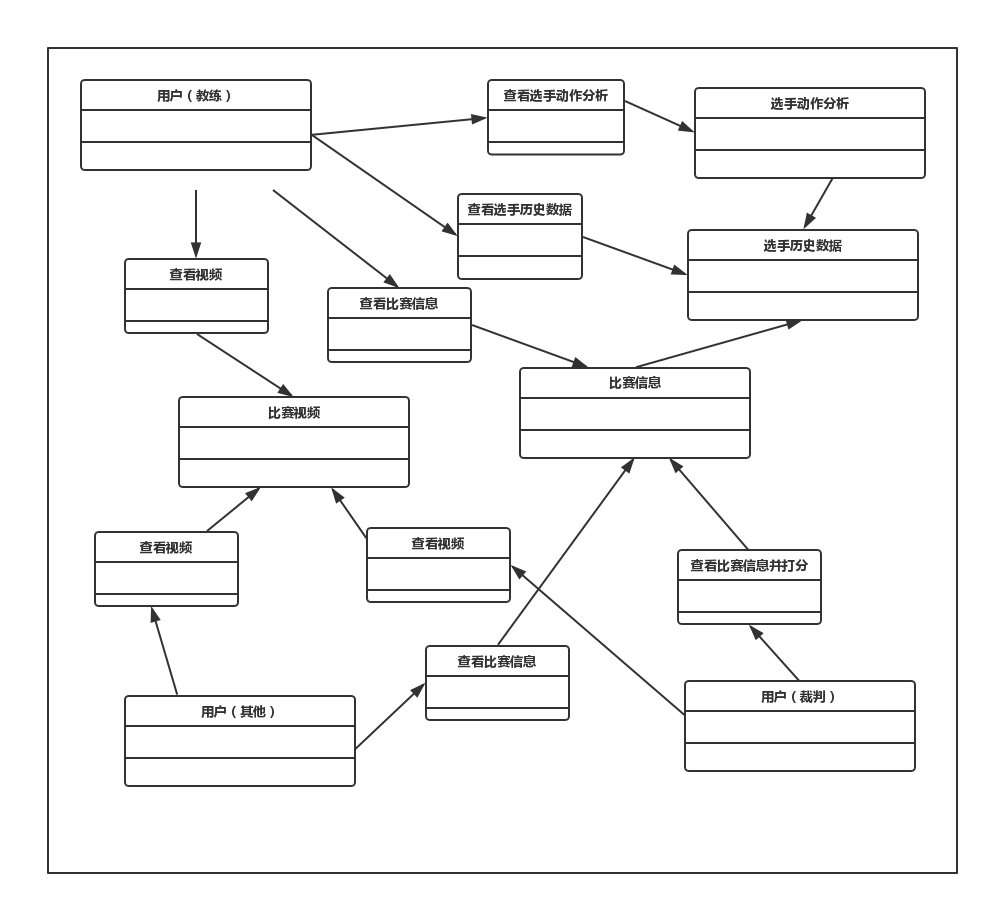 用户（教练）
查看选手动作分析
选手动作分析
查看选手历史数据
选手历史数据
查看视频
查看比赛信息
比赛信息
比赛视频
查看视频
查看视频
查看比赛信息并打分
查看比赛信息
用户（其他）
用户（裁判）